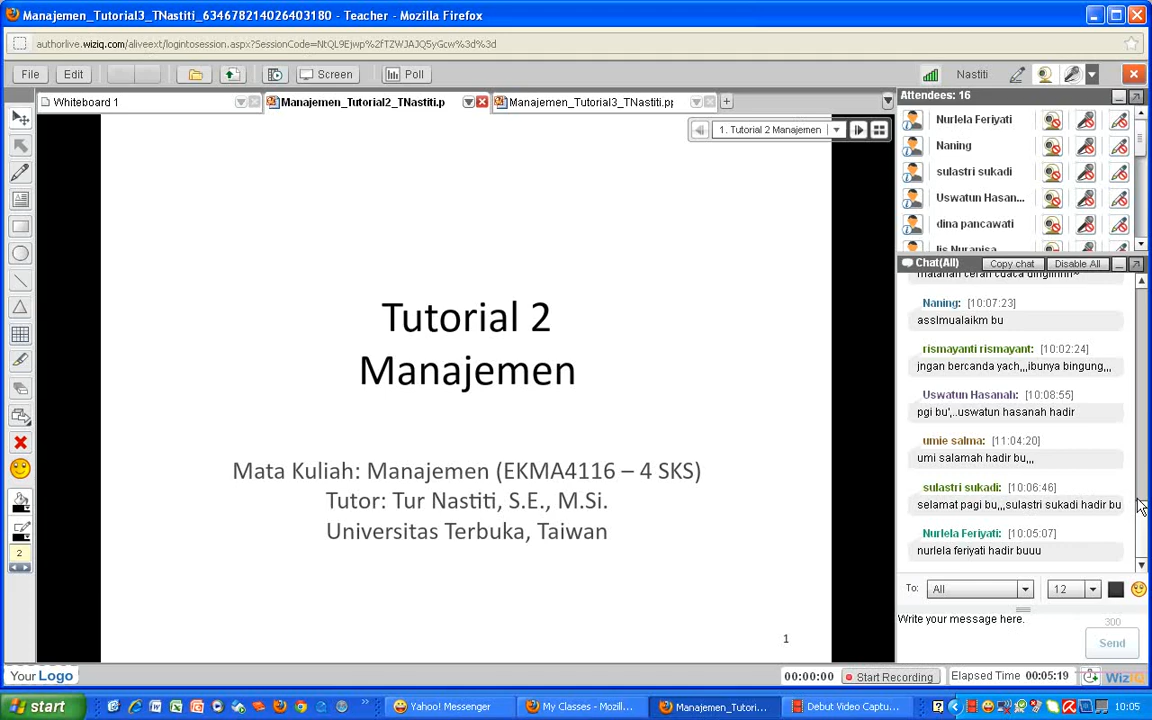 Manajemen_Tutorial3_TNastiti_634678214026403180 - Teacher - Mozilla Firefox
authorlive.wiziq.com/aliveext/logintosession.aspx?SessionCode=NtQL9Ejwp%2fTZWJAJQ5yGcw%3d%3d
File Edit Screen Poll Nastiti
Whiteboard 1 Manajemen_Tutorial2_TNastiti.p Manajemen_Tutorial3_TNastiti.pp
1. Tutorial 2 Manajemen
Attendees: 16
Nurlela Feriyati
Naning
sulastri sukadi
Uswatun Hasan...
dina pancawati
Iis Nuranisa
Chat(All) Copy chat Disable All
Naning: [10:07:23]
asslmualaikm bu
rismayanti rismayant: [10:02:24]
jngan bercanda yach,,,ibunya bingung,,,
Uswatun Hasanah: [10:08:55]
pgi bu',..uswatun hasanah hadir
umie salma: [11:04:20]
umi salamah hadir bu,,,
sulastri sukadi: [10:06:46]
selamat pagi bu,,,sulastri sukadi hadir bu
Nurlela Feriyati: [10:05:07]
nurlela feriyati hadir buuu
To: All 12
Write your message here.
300
Send
Tutorial 2
Manajemen
Mata Kuliah: Manajemen (EKMA4116 – 4 SKS)
Tutor: Tur Nastiti, S.E., M.Si.
Universitas Terbuka, Taiwan
1
2
Your Logo 00:00:00 Start Recording Elapsed Time 00:05:19 WizIQ
start Yahoo! Messenger My Classes - Mozill... Manajemen_Tutori... Debut Video Captu... 10:05